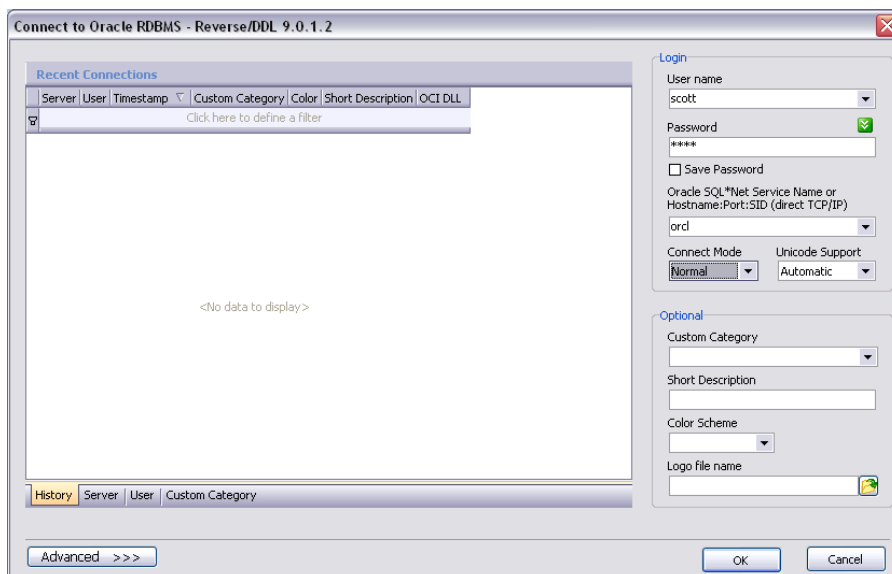 Connect to Oracle RDBMS - Reverse/DDL 9.0.1.2
Recent Connections
Server User Timestamp Custom Category Color Short Description OCI DLL
Click here to define a filter
<No data to display>
History Server User Custom Category
Advanced >>>
Login
User name
scott
Password
****
Save Password
Oracle SQL*Net Service Name or
Hostname:Port:SID (direct TCP/IP)
orcl
Connect Mode Unicode Support
Normal Automatic
Optional
Custom Category
Short Description
Color Scheme
Logo file name
OK Cancel